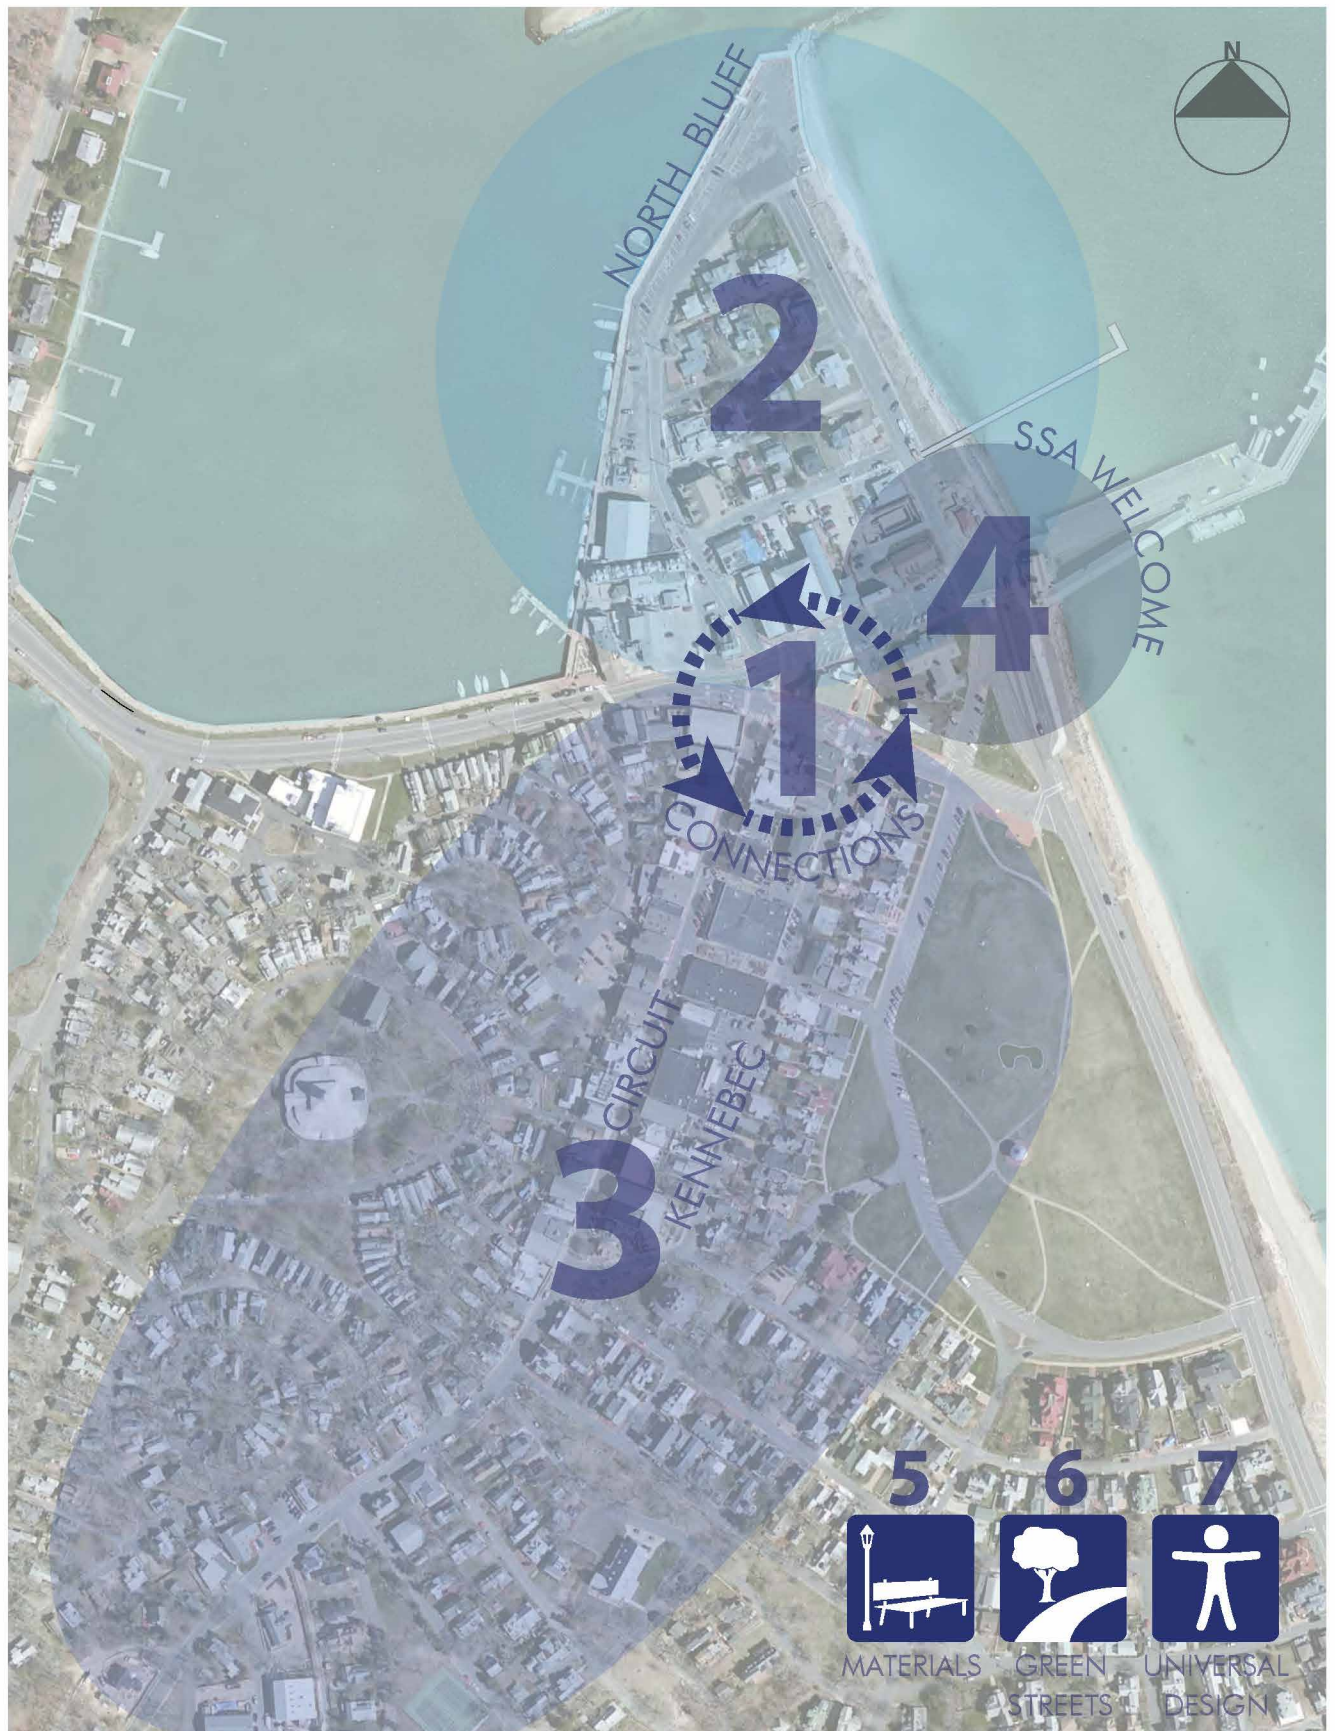 N
NORTH BLUFF
2
SSA WELCOME
4
1
CONNECTIONS
CIRCUIT
KENNEBEC
3
5
6
7
MATERIALS
GREEN
STREETS
UNIVERSAL
DESIGN